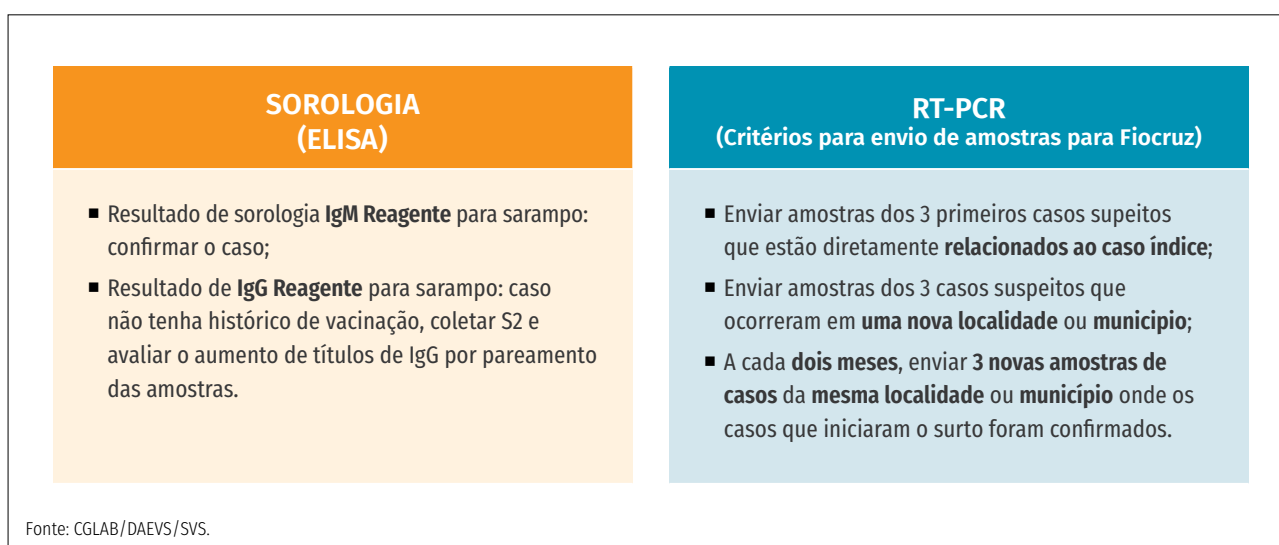 SOROLOGIA
(ELISA)
■ Resultado de sorologia IgM Reagente para sarampo:
confirmar o caso;
■ Resultado de IgG Reagente para sarampo: caso
não tenha histórico de vacinação, coletar S2 e
avaliar o aumento de títulos de IgG por pareamento
das amostras.
RT-PCR
(Critérios para envio de amostras para Fiocruz)
■ Enviar amostras dos 3 primeiros casos supeitos
que estão diretamente relacionados ao caso índice;
■ Enviar amostras dos 3 casos suspeitos que
ocorreram em uma nova localidade ou municipio;
■ A cada dois meses, enviar 3 novas amostras de
casos da mesma localidade ou município onde os
casos que iniciaram o surto foram confirmados.
Fonte: CGLAB/DAEVS/SVS.